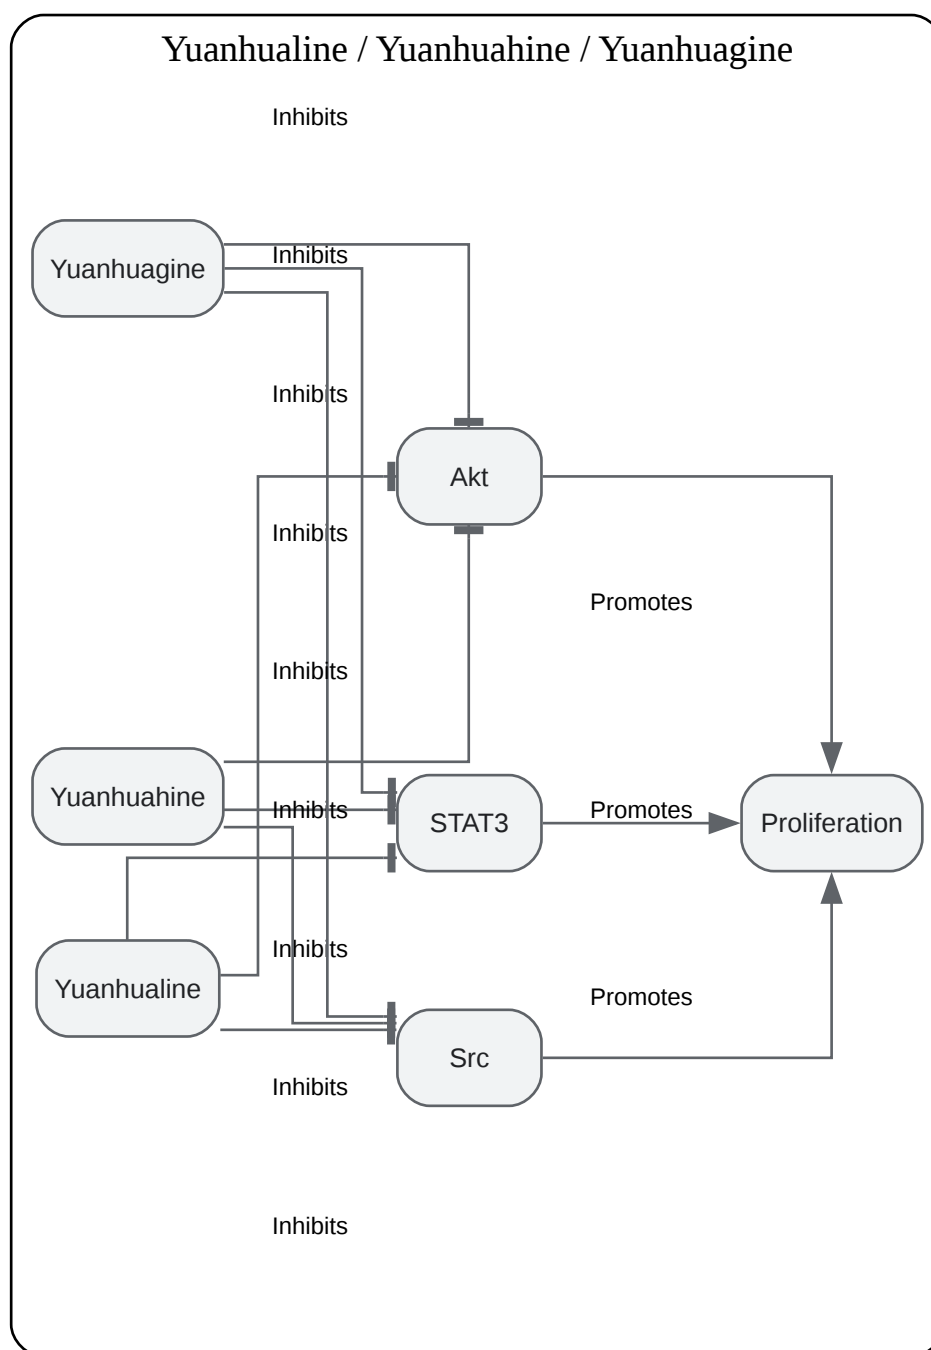 Yuanhualine / Yuanhuahine / Yuanhuagine
Inhibits
Inhibits
Yuanhuagine
Inhibits
Akt
Inhibits
Promotes
Inhibits
Yuanhuahine
Inhibits
Promotes
STAT3
Proliferation
Inhibits
Yuanhualine
Promotes
Src
Inhibits
Inhibits